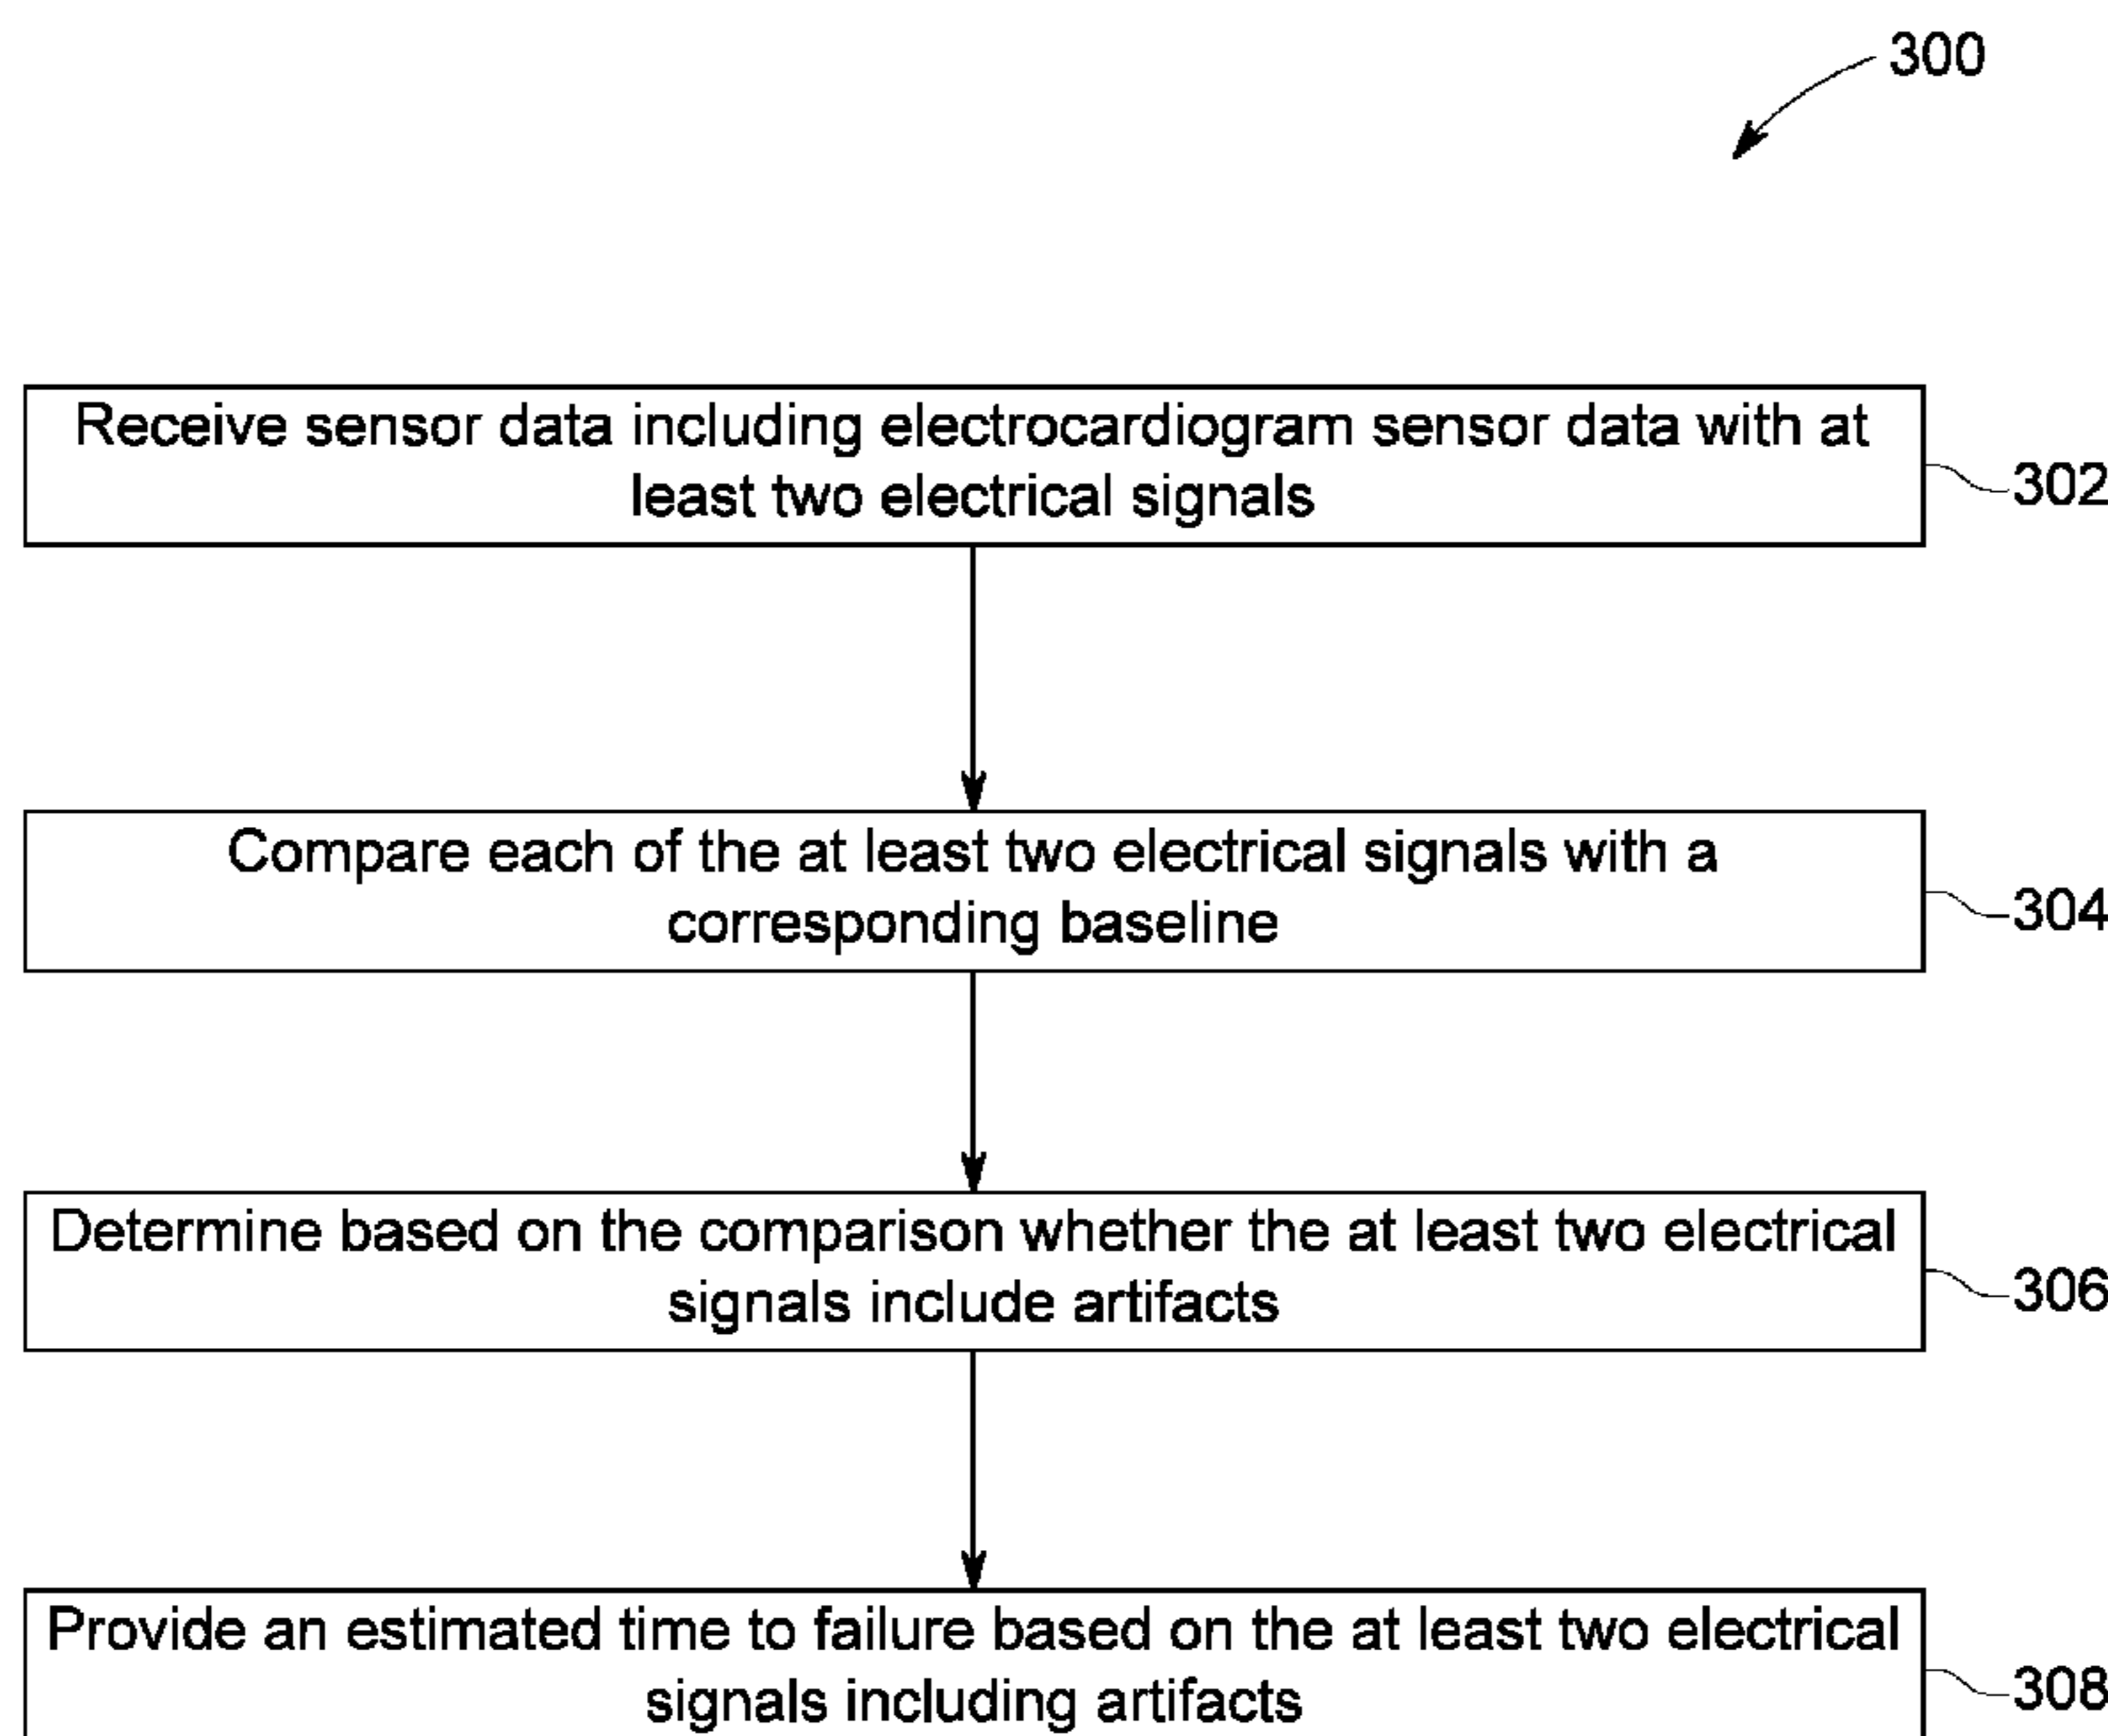 300
Receive sensor data including electrocardiogram sensor data with at
least two electrical signals
302
Compare each of the at least two electrical signals with a
corresponding baseline
304
Determine based on the comparison whether the at least two electrical
signals include artifacts
306
Provide an estimated time to failure based on the at least two electrical
signals including artifacts
308